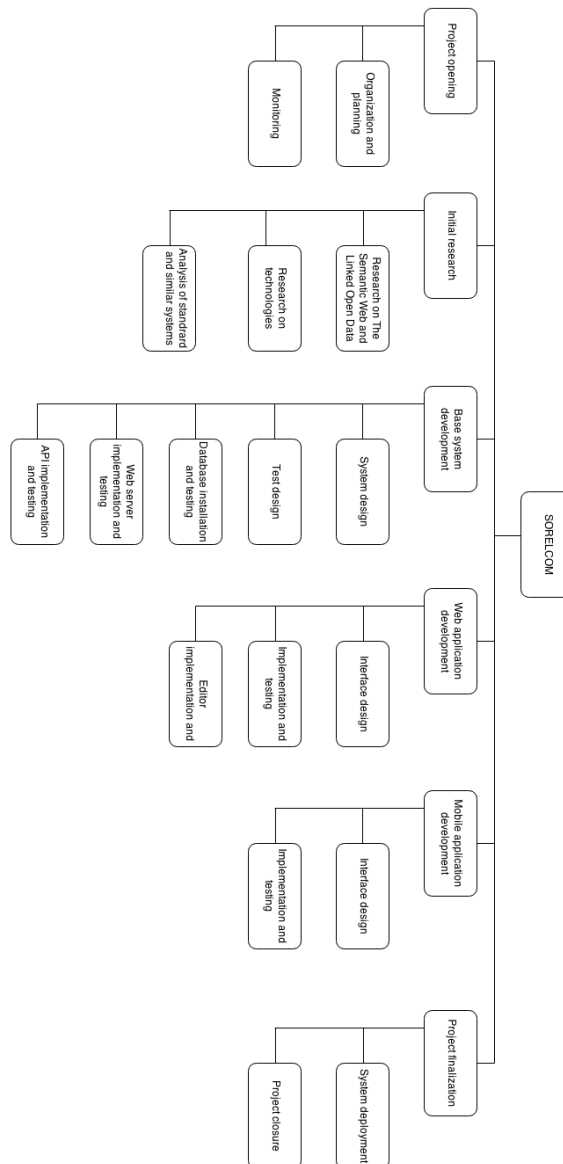 SORELCOM
Project opening
Organization and
planning
Monitoring
Initial research
Research on The
Semantic Web and
Linked Open Data
Research on
technologies
Analysis of standrard
and similar systems
Base system
development
System design
Test design
Database installation
and testing
Web server
implementation and
testing
API implementation
and testing
Web application
development
Interface design
Implementation and
testing
Editor
implementation and
Mobile application
development
Interface design
Implementation and
testing
Project finalization
System deployment
Project closure